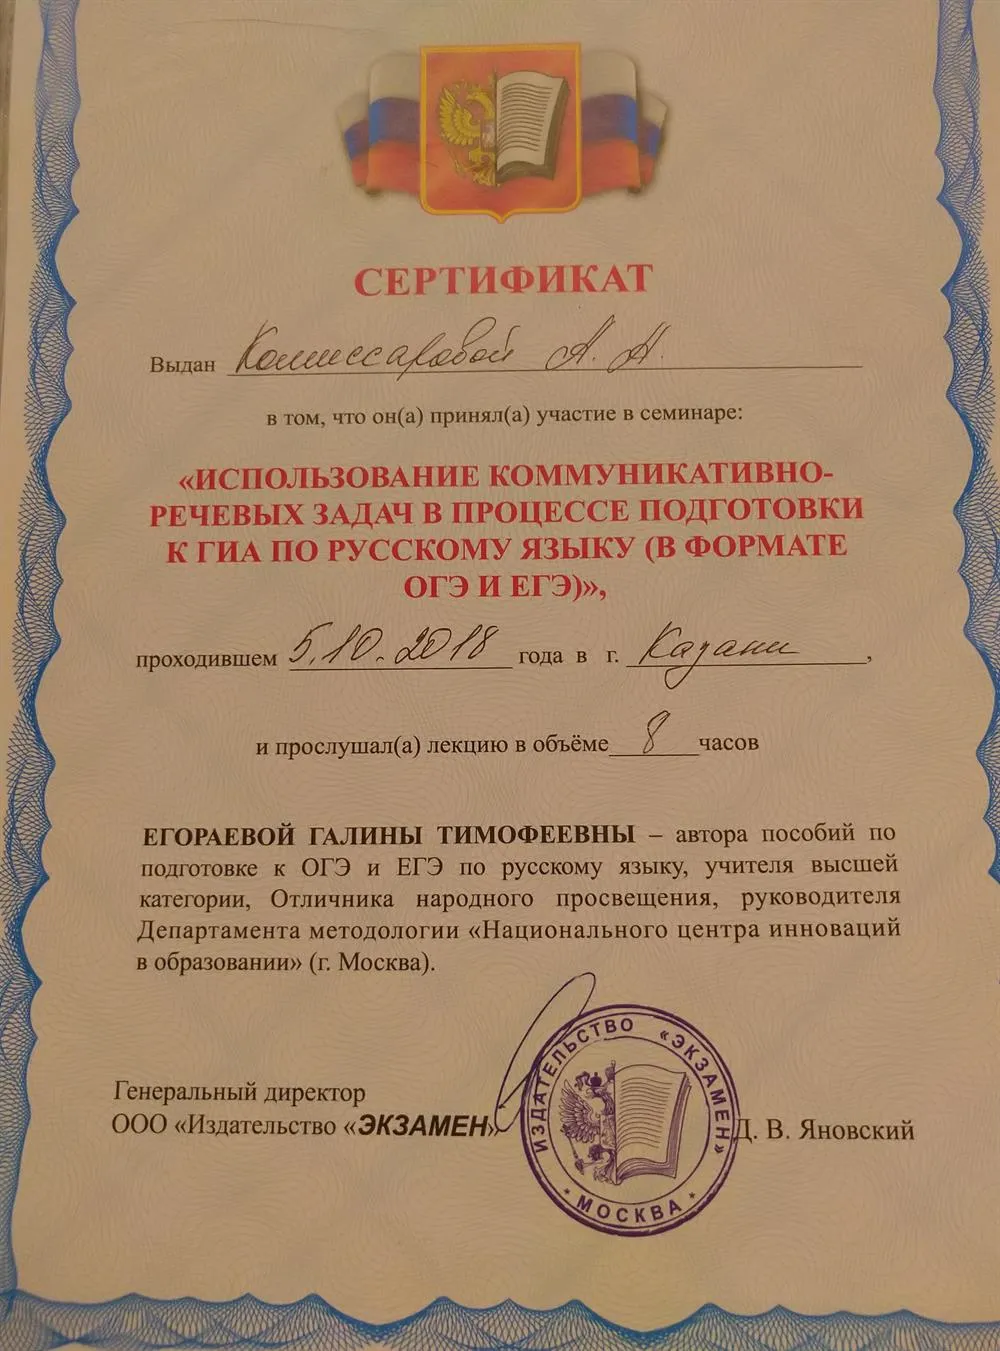 СЕРТИФИКАТ
Выдан Комиссаровой А. Н.
в том, что он(а) принял(а) участие в семинаре:
«ИСПОЛЬЗОВАНИЕ КОММУНИКАТИВНО-
РЕЧЕВЫХ ЗАДАЧ В ПРОЦЕССЕ ПОДГОТОВКИ
К ГИА ПО РУССКОМУ ЯЗЫКУ (В ФОРМАТЕ
ОГЭ И ЕГЭ)»,
проходившем 5.10.2018 года в г. Казани,
и прослушал(а) лекцию в объёме 8 часов
ЕГОРАЕВОЙ ГАЛИНЫ ТИМОФЕЕВНЫ – автора пособий по
подготовке к ОГЭ и ЕГЭ по русскому языку, учителя высшей
категории, Отличника народного просвещения, руководителя
Департамента методологии «Национального центра инноваций
в образовании» (г. Москва).
Генеральный директор
ООО «Издательство «ЭКЗАМЕН»
Д. В. Яновский
ИЗДАТЕЛЬСТВО «ЭКЗАМЕН»
* МОСКВА *